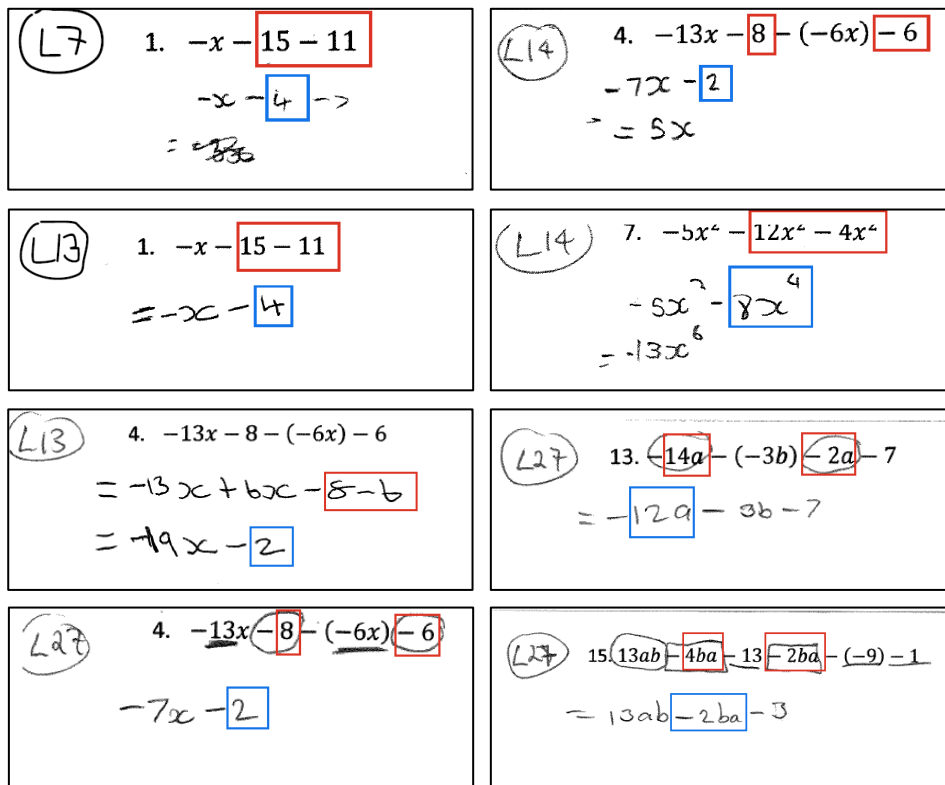 L7
1. −x − 15 − 11
-x - 4 ->
=
L14
4. −13x − 8 − (−6x) − 6
-7x - 2
= 5x
L13
1. −x − 15 − 11
= -x - 4
L14
7. −5x² − 12x² − 4x²
-5x² - 8x⁴
= -13x⁶
L13
4. −13x − 8 − (−6x) − 6
= -13x + 6x - 8 - 6
= -19x - 2
L27
13. −14a − (−3b) − 2a − 7
= -12a - 3b - 7
L27
4. −13x − 8 − (−6x) − 6
-7x - 2
L27
15. 13ab − 4ba − 13 − 2ba − (−9) − 1
= 13ab - 2ba - 3